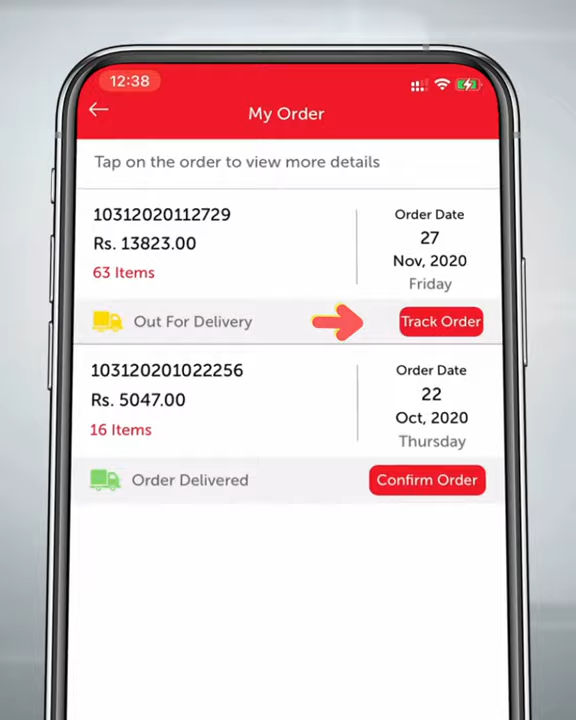 12:38
My Order
Tap on the order to view more details
10312020112729
Rs. 13823.00
63 Items
Order Date
27
Nov, 2020
Friday
Out For Delivery
Track Order
103120201022256
Rs. 5047.00
16 Items
Order Date
22
Oct, 2020
Thursday
Order Delivered
Confirm Order